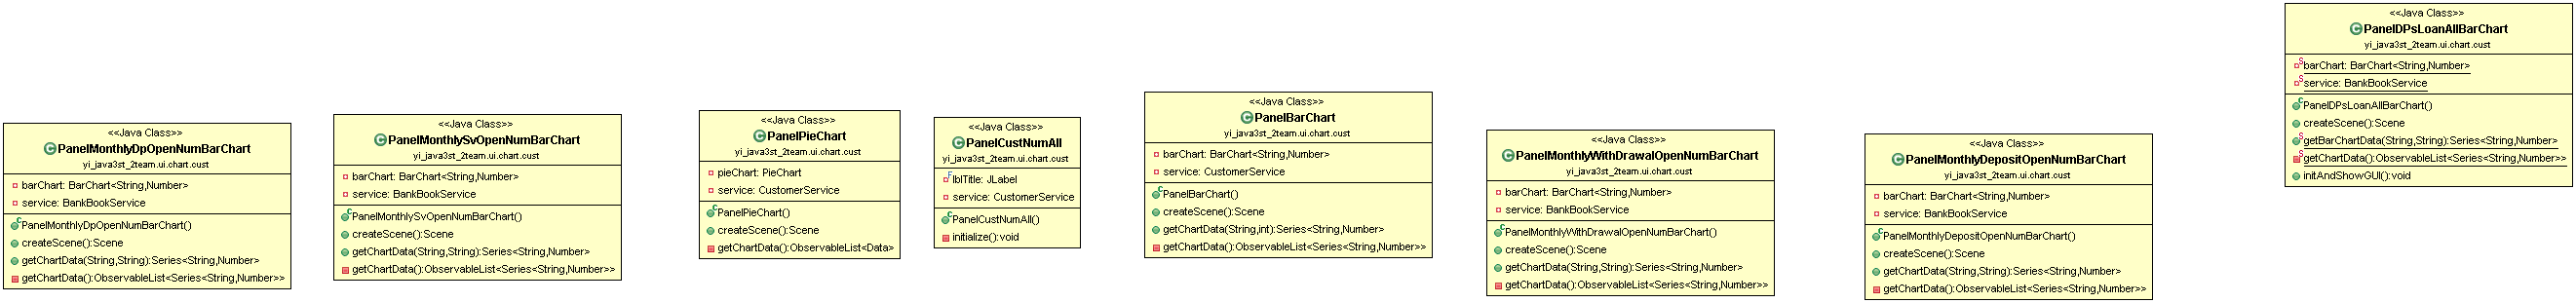 <<Java Class>>
PanelMonthlyDpOpenNumBarChart
yi_java3st_2team.ui.chart.cust
barChart: BarChart<String,Number>
service: BankBookService
PanelMonthlyDpOpenNumBarChart()
createScene():Scene
getChartData(String,String):Series<String,Number>
getChartData():ObservableList<Series<String,Number>>
<<Java Class>>
PanelMonthlySvOpenNumBarChart
yi_java3st_2team.ui.chart.cust
barChart: BarChart<String,Number>
service: BankBookService
PanelMonthlySvOpenNumBarChart()
createScene():Scene
getChartData(String,String):Series<String,Number>
getChartData():ObservableList<Series<String,Number>>
<<Java Class>>
PanelPieChart
yi_java3st_2team.ui.chart.cust
pieChart: PieChart
service: CustomerService
PanelPieChart()
createScene():Scene
getChartData():ObservableList<Data>
<<Java Class>>
PanelCustNumAll
yi_java3st_2team.ui.chart.cust
lblTitle: JLabel
service: CustomerService
PanelCustNumAll()
initialize():void
<<Java Class>>
PanelBarChart
yi_java3st_2team.ui.chart.cust
barChart: BarChart<String,Number>
service: CustomerService
PanelBarChart()
createScene():Scene
getChartData(String,int):Series<String,Number>
getChartData():ObservableList<Series<String,Number>>
<<Java Class>>
PanelMonthlyWithDrawalOpenNumBarChart
yi_java3st_2team.ui.chart.cust
barChart: BarChart<String,Number>
service: BankBookService
PanelMonthlyWithDrawalOpenNumBarChart()
createScene():Scene
getChartData(String,String):Series<String,Number>
getChartData():ObservableList<Series<String,Number>>
<<Java Class>>
PanelMonthlyDepositOpenNumBarChart
yi_java3st_2team.ui.chart.cust
barChart: BarChart<String,Number>
service: BankBookService
PanelMonthlyDepositOpenNumBarChart()
createScene():Scene
getChartData(String,String):Series<String,Number>
getChartData():ObservableList<Series<String,Number>>
<<Java Class>>
PanelDPsLoanAllBarChart
yi_java3st_2team.ui.chart.cust
barChart: BarChart<String,Number>
service: BankBookService
PanelDPsLoanAllBarChart()
createScene():Scene
getBarChartData(String,String):Series<String,Number>
getChartData():ObservableList<Series<String,Number>>
initAndShowGUI():void